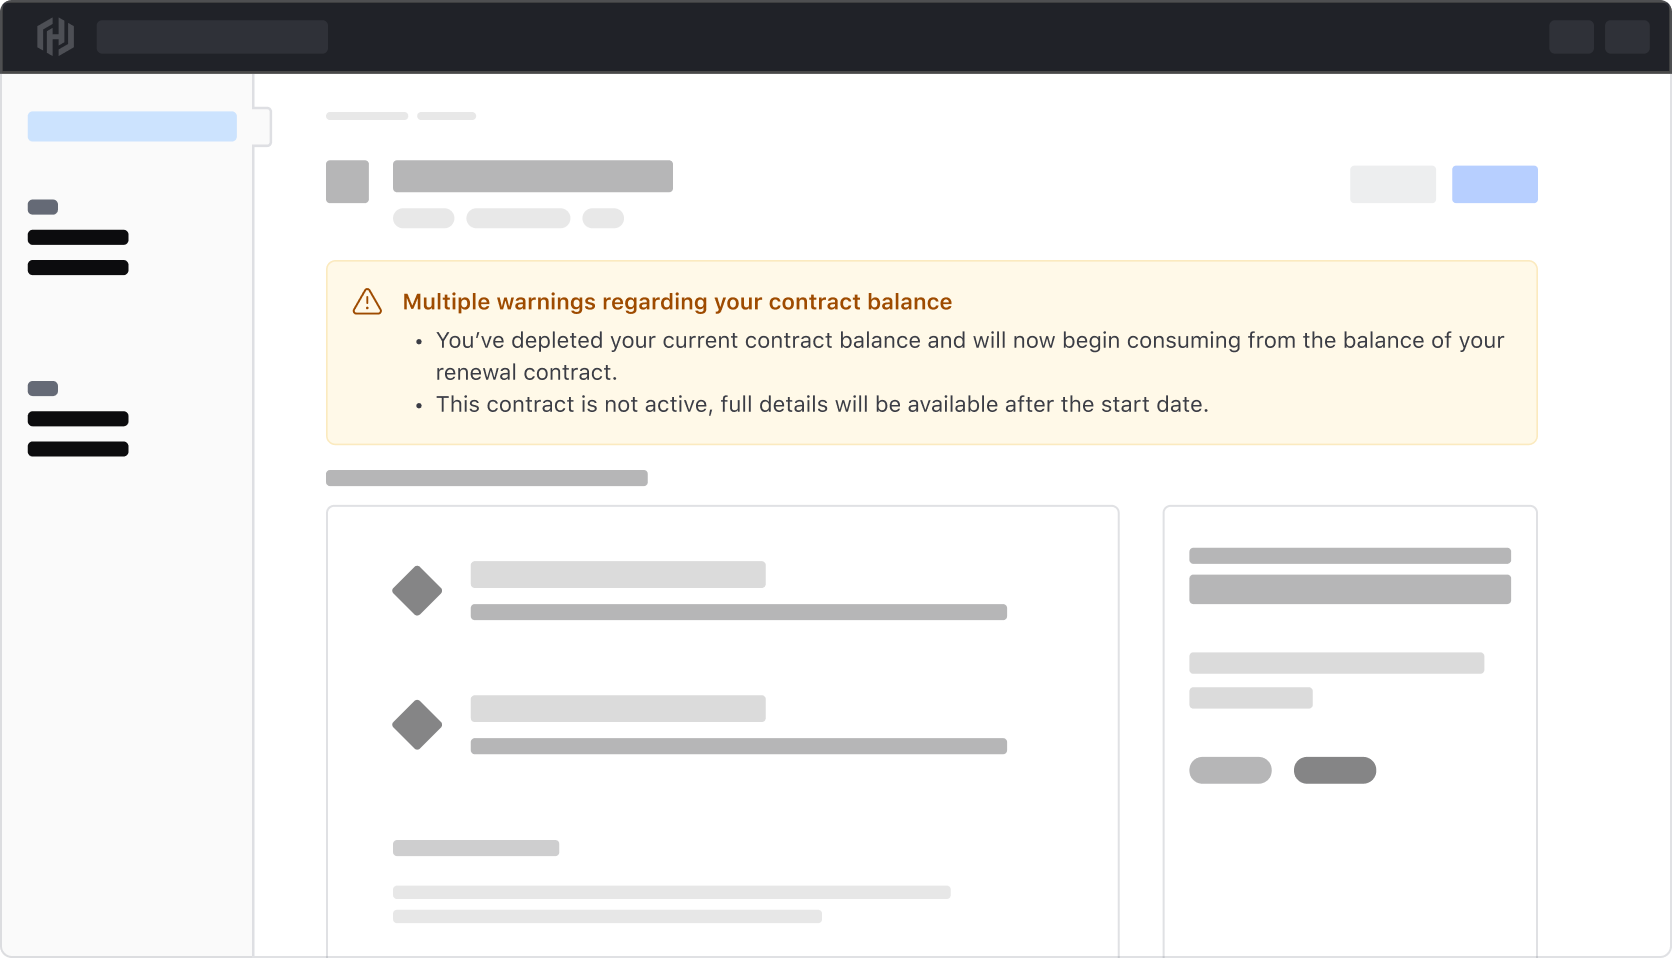 Multiple warnings regarding your contract balance
• You’ve depleted your current contract balance and will now begin consuming from the balance of your
renewal contract.
• This contract is not active, full details will be available after the start date.